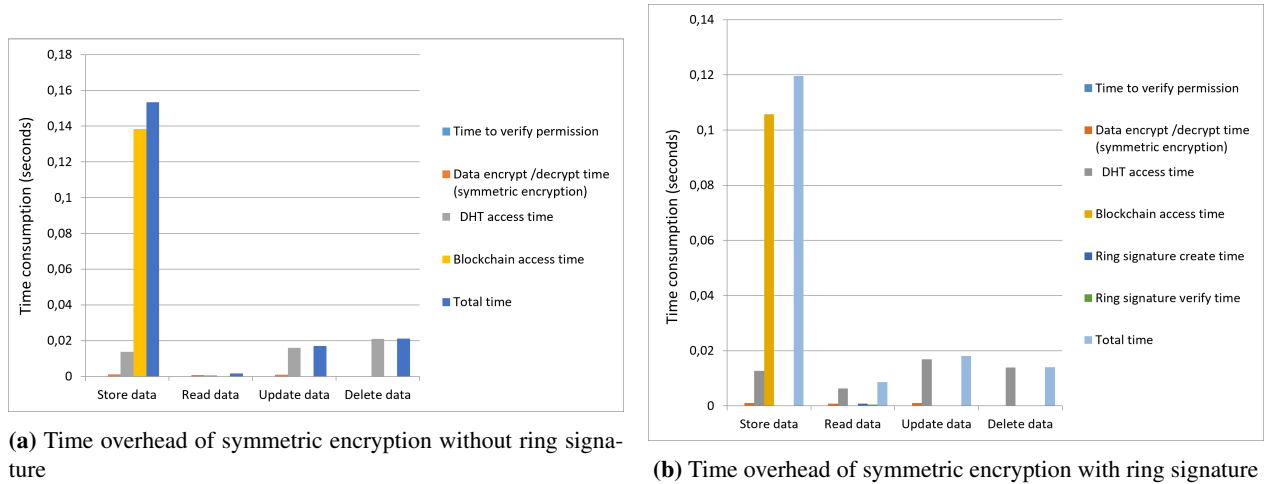 0,18
0,16
0,14
0,12
0,1
0,08
0,06
0,04
0,02
0
Time consumption (seconds)
Store data
Read data
Update data
Delete data
Time to verify permission
Data encrypt /decrypt time
(symmetric encryption)
DHT access time
Blockchain access time
Total time
(a) Time overhead of symmetric encryption without ring signa-
ture
0,14
0,12
0,1
0,08
0,06
0,04
0,02
0
Time consumption (seconds)
Store data
Read data
Update data
Delete data
Time to verify permission
Data encrypt /decrypt time
(symmetric encryption)
DHT access time
Blockchain access time
Ring signature create time
Ring signature verify time
Total time
(b) Time overhead of symmetric encryption with ring signature